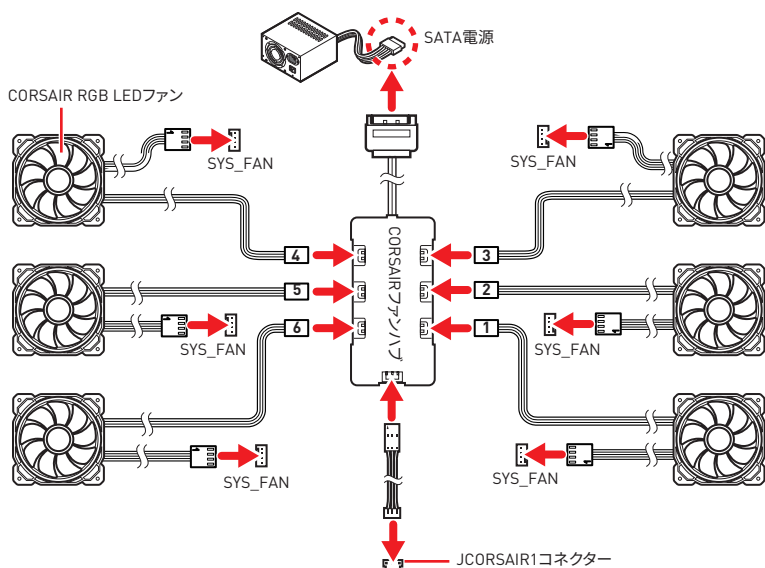 SATA電源
CORSAIR RGB LEDファン
SYS_FAN
SYS_FAN
CORSAIRファンハブ
4
3
5
2
6
1
SYS_FAN
SYS_FAN
SYS_FAN
SYS_FAN
JCORSAIR1コネクター